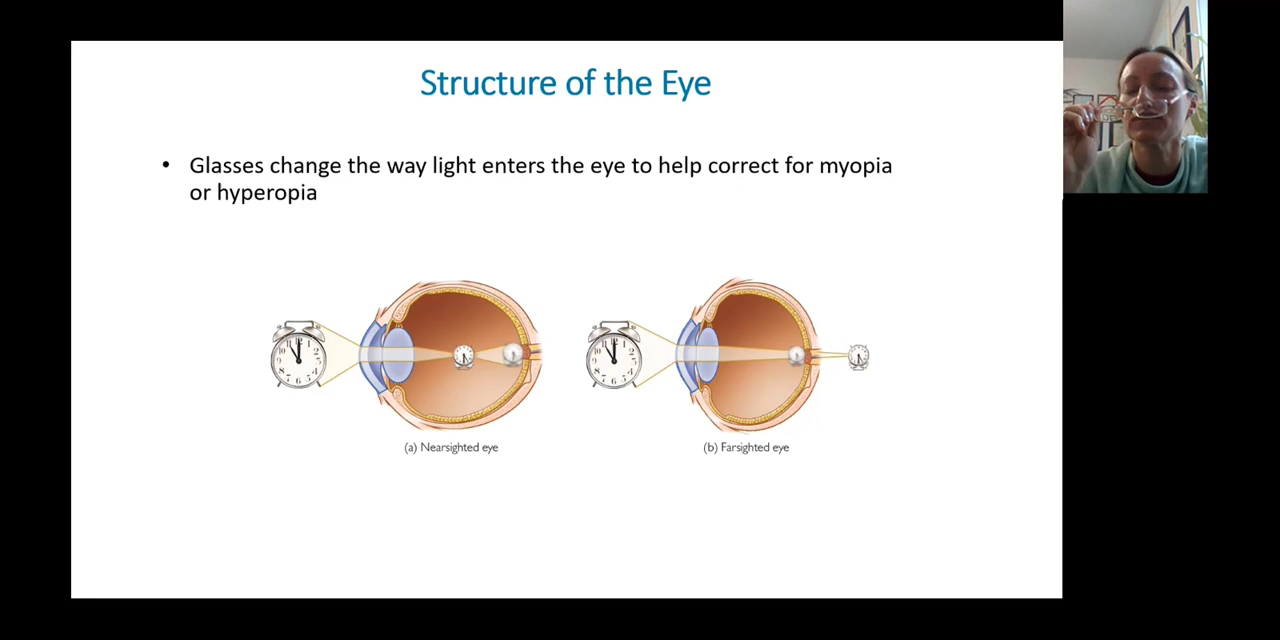 Structure of the Eye
• Glasses change the way light enters the eye to help correct for myopia
or hyperopia
(a) Nearsighted eye
(b) Farsighted eye